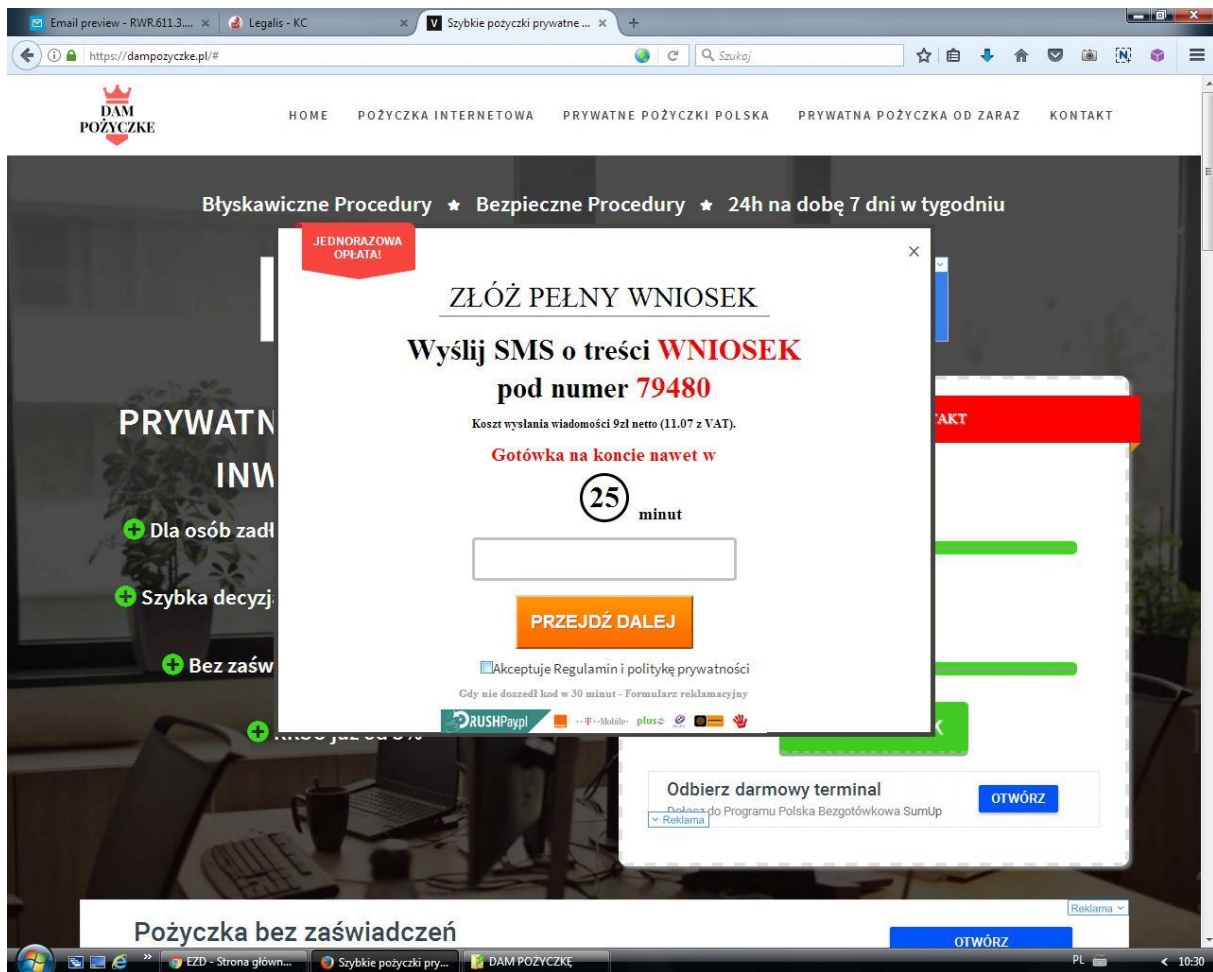 Email preview - RWR.611.3....
Legalis - KC
Szybkie pożyczki prywatne ...
https://dampozyczke.pl/#
Szukaj
DAM
POŻYCZKE
HOME
POŻYCZKA INTERNETOWA
PRYWATNE POŻYCZKI POLSKA
PRYWATNA POŻYCZKA OD ZARAZ
KONTAKT
Błyskawiczne Procedury ★ Bezpieczne Procedury ★ 24h na dobę 7 dni w tygodniu
JEDNORAZOWA
OPŁATA!
ZŁÓŻ PEŁNY WNIOSEK
Wyślij SMS o treści WNIOSEK
pod numer 79480
Koszt wysłania wiadomości 9zł netto (11.07 z VAT).
Gotówka na koncie nawet w
25 minut
PRZEJDŹ DALEJ
Akceptuje Regulamin i politykę prywatności
Gdy nie doszedł kod w 30 minut - Formularz reklamacyjny
RUSHPaypl
T-Mobile-
plus
PRYWATN
INW
Dla osób zadł
Szybka decyzj
Bez zaśw
TAKT
K
Odbierz darmowy terminal
Dołącz do Programu Polska Bezgotówkowa SumUp
OTWÓRZ
Reklama
Reklama
Pożyczka bez zaświadczeń
OTWÓRZ
EZD - Strona główn...
Szybkie pożyczki pry...
DAM POŻYCZKĘ
PL
10:30